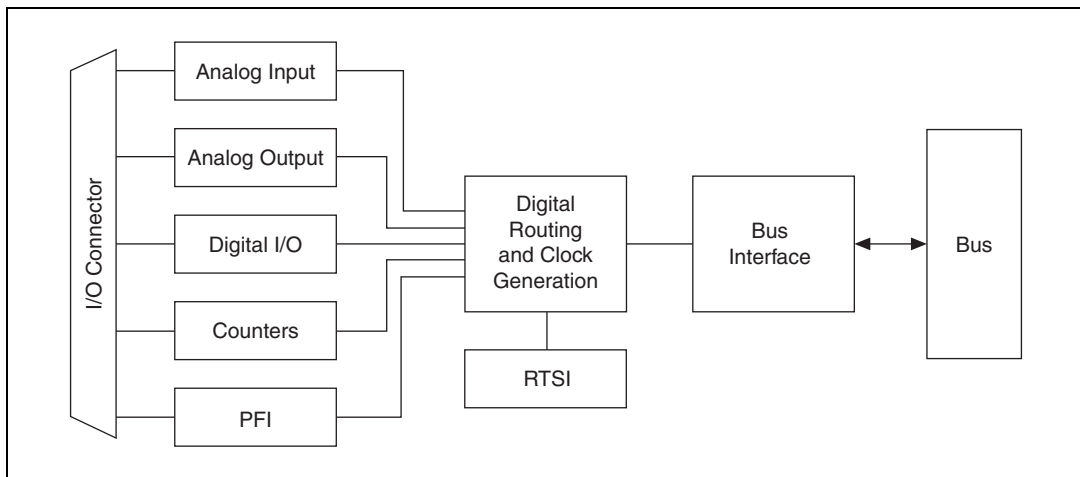 I/O Connector
Analog Input
Analog Output
Digital I/O
Counters
PFI
Digital
Routing
and Clock
Generation
RTSI
Bus
Interface
Bus